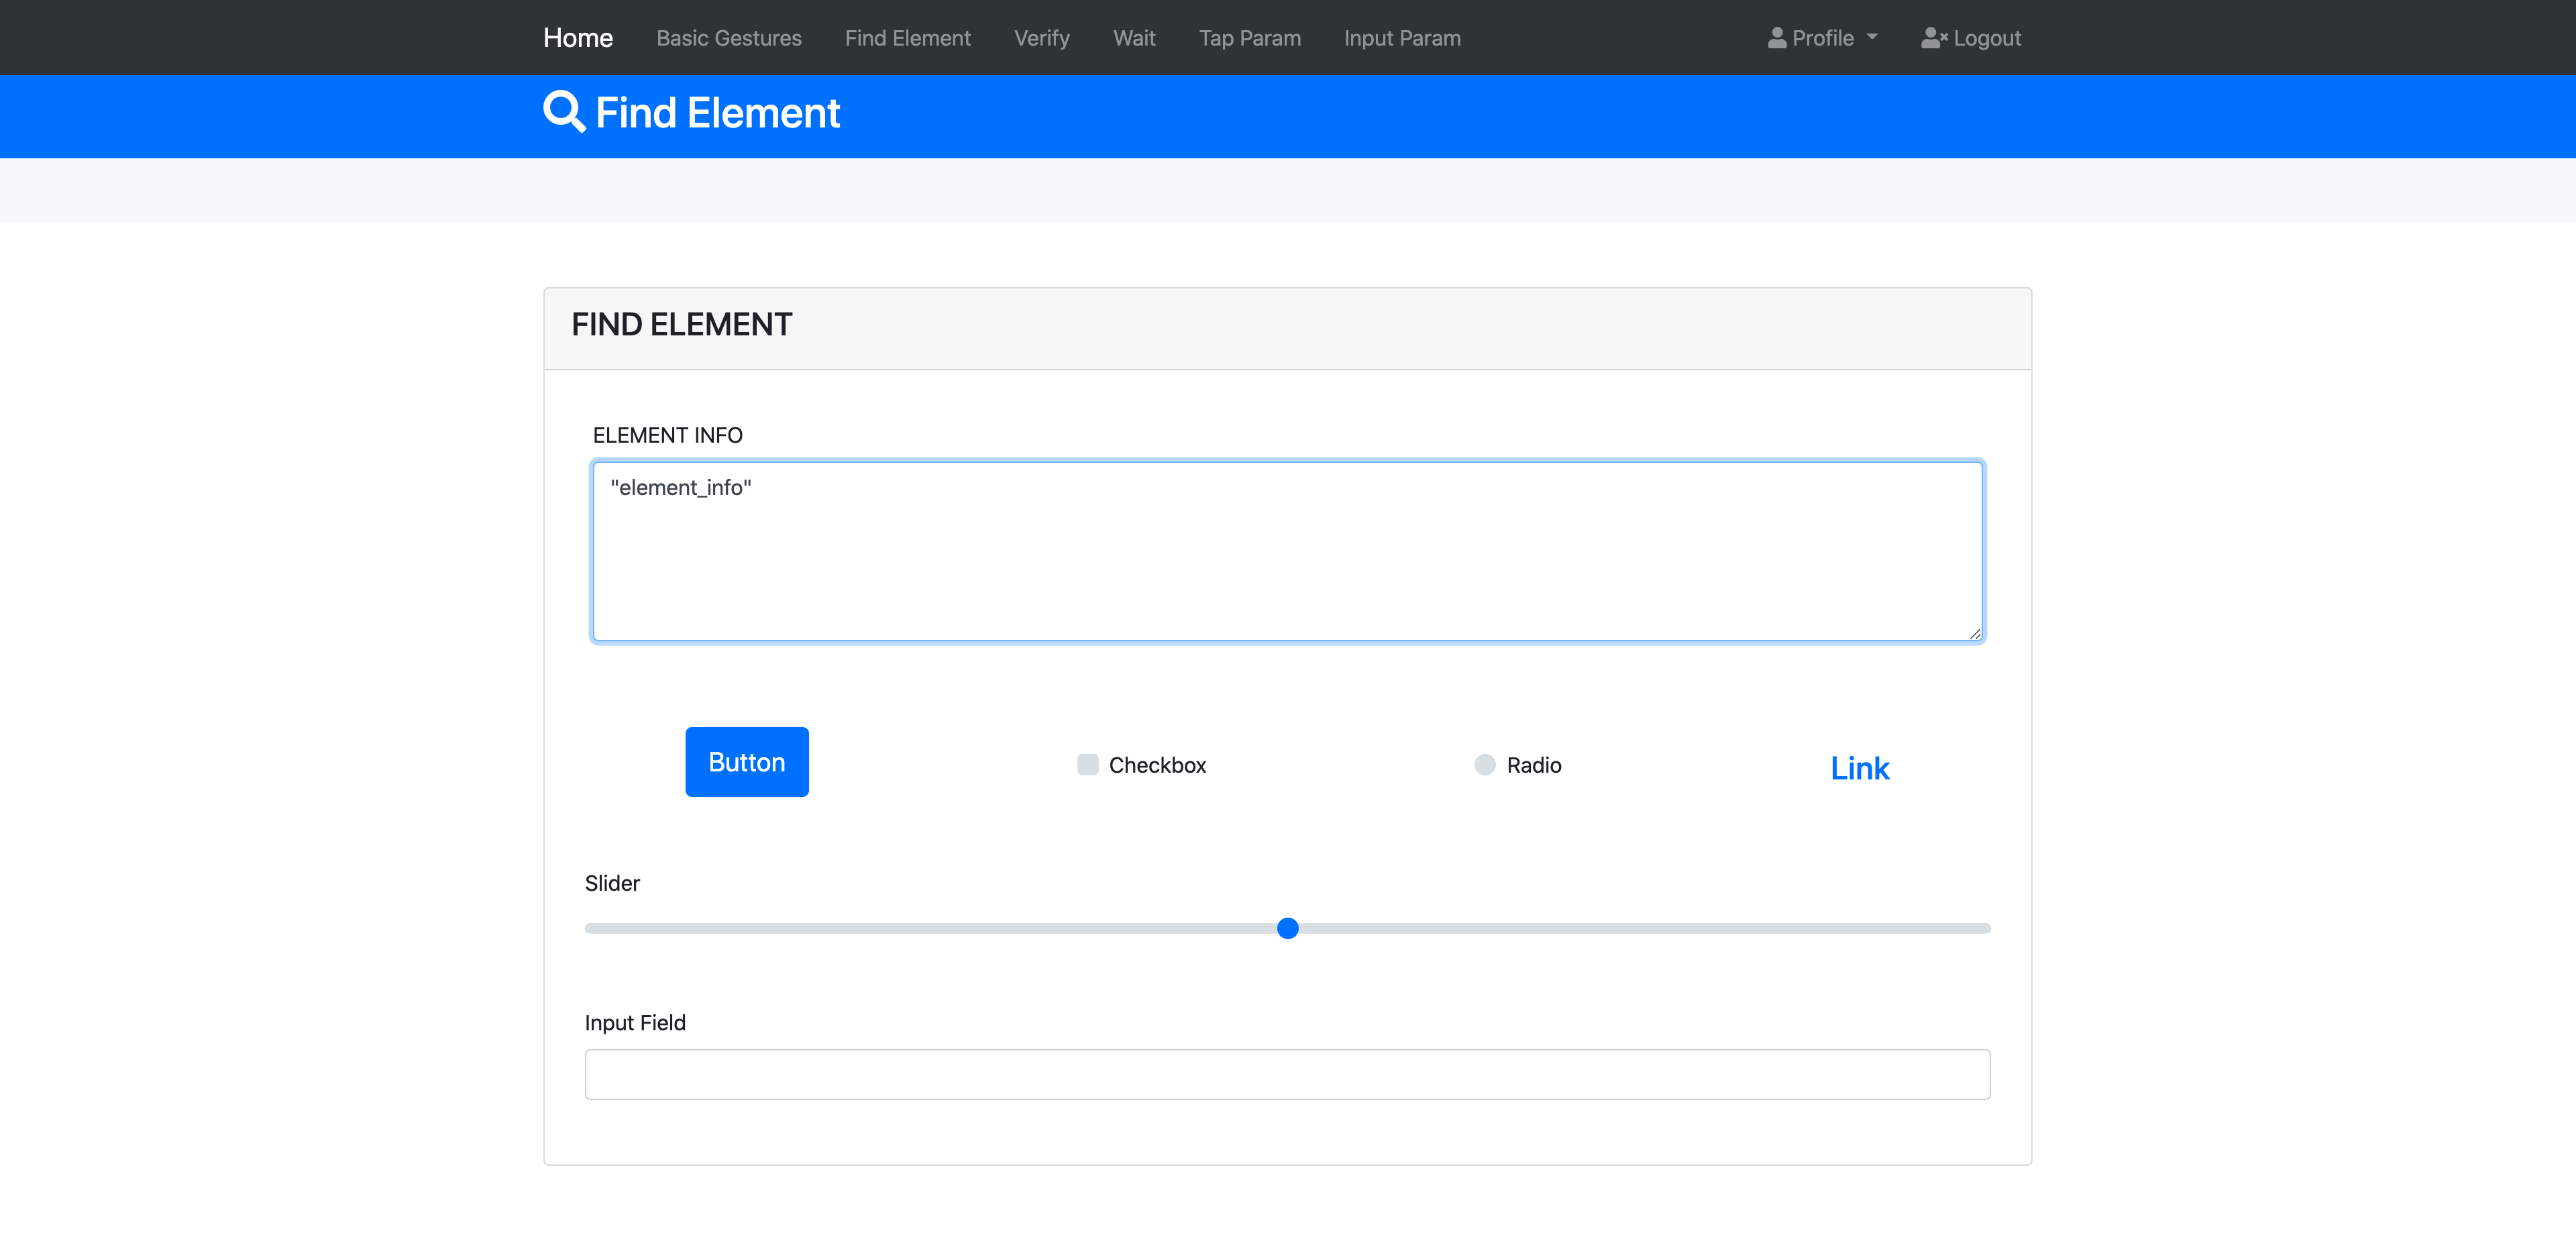 Home Basic Gestures Find Element Verify Wait Tap Param Input Param Profile Logout
Find Element
FIND ELEMENT
ELEMENT INFO
"element_info"
Button Checkbox Radio Link
Slider
Input Field